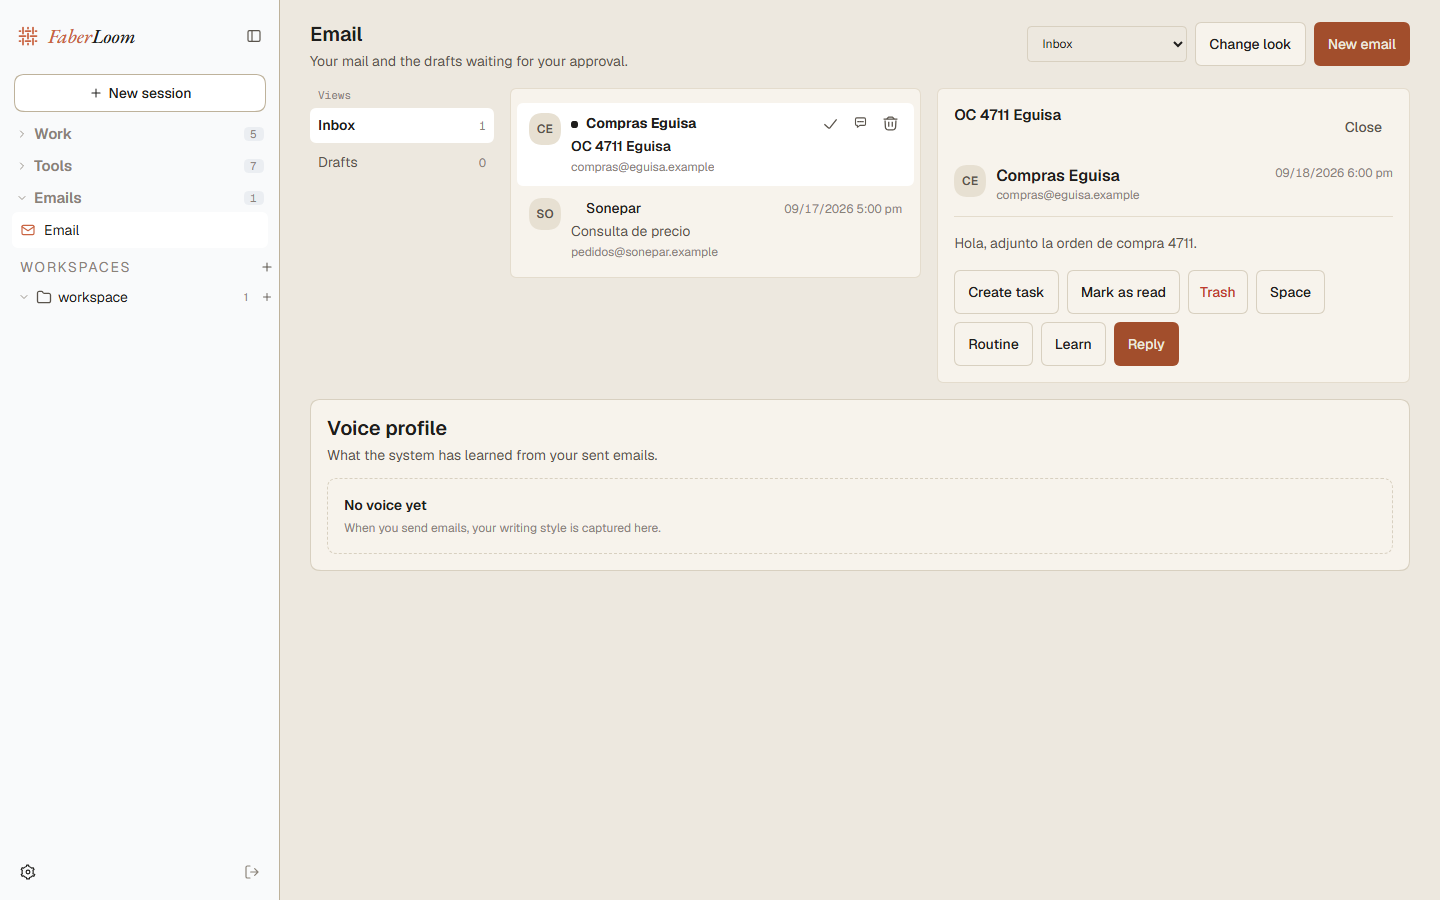 FaberLoom
+ New session
Work 5
Tools 7
Emails 1
Email
WORKSPACES +
workspace 1 +
Email
Your mail and the drafts waiting for your approval.
Inbox
Change look
New email
Views
Inbox 1
Drafts 0
CE
Compras Eguisa
OC 4711 Eguisa
compras@eguisa.example
SO
Sonepar 09/17/2026 5:00 pm
Consulta de precio
pedidos@sonepar.example
OC 4711 Eguisa
Close
CE
Compras Eguisa 09/18/2026 6:00 pm
compras@eguisa.example
Hola, adjunto la orden de compra 4711.
Create task
Mark as read
Trash
Space
Routine
Learn
Reply
Voice profile
What the system has learned from your sent emails.
No voice yet
When you send emails, your writing style is captured here.